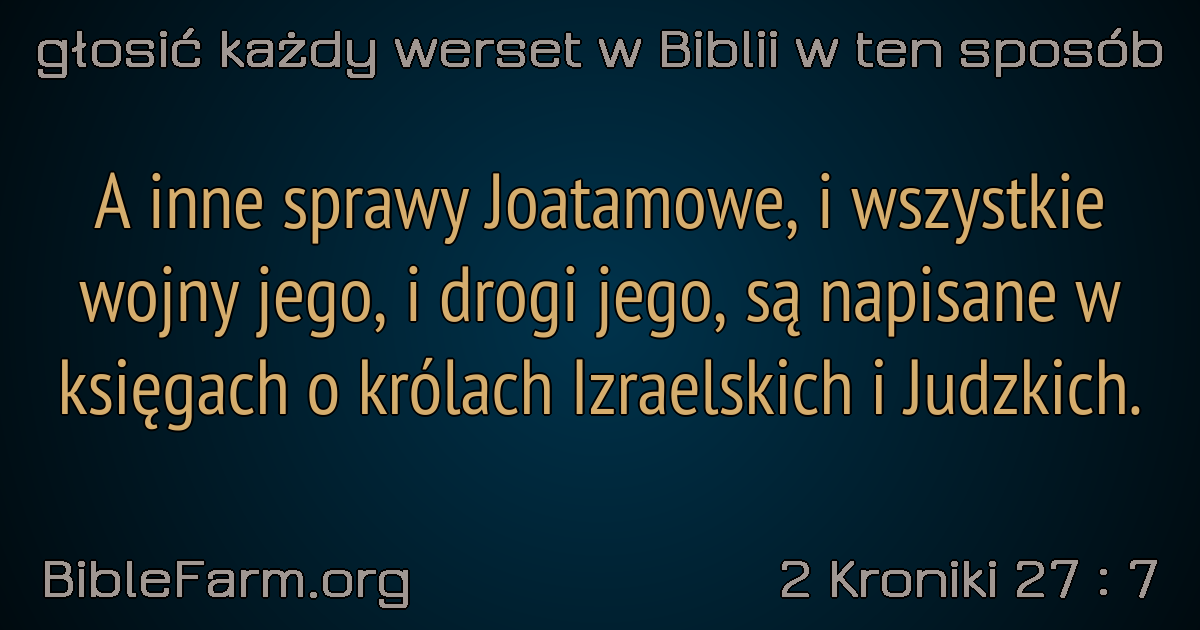 głosić każdy werset w Biblii w ten sposób
A inne sprawy Joatamowe, i wszystkie
wojny jego, i drogi jego, są napisane w
księgach o królach Izraelskich i Judzkich.
BibleFarm.org
2 Kroniki 27 : 7